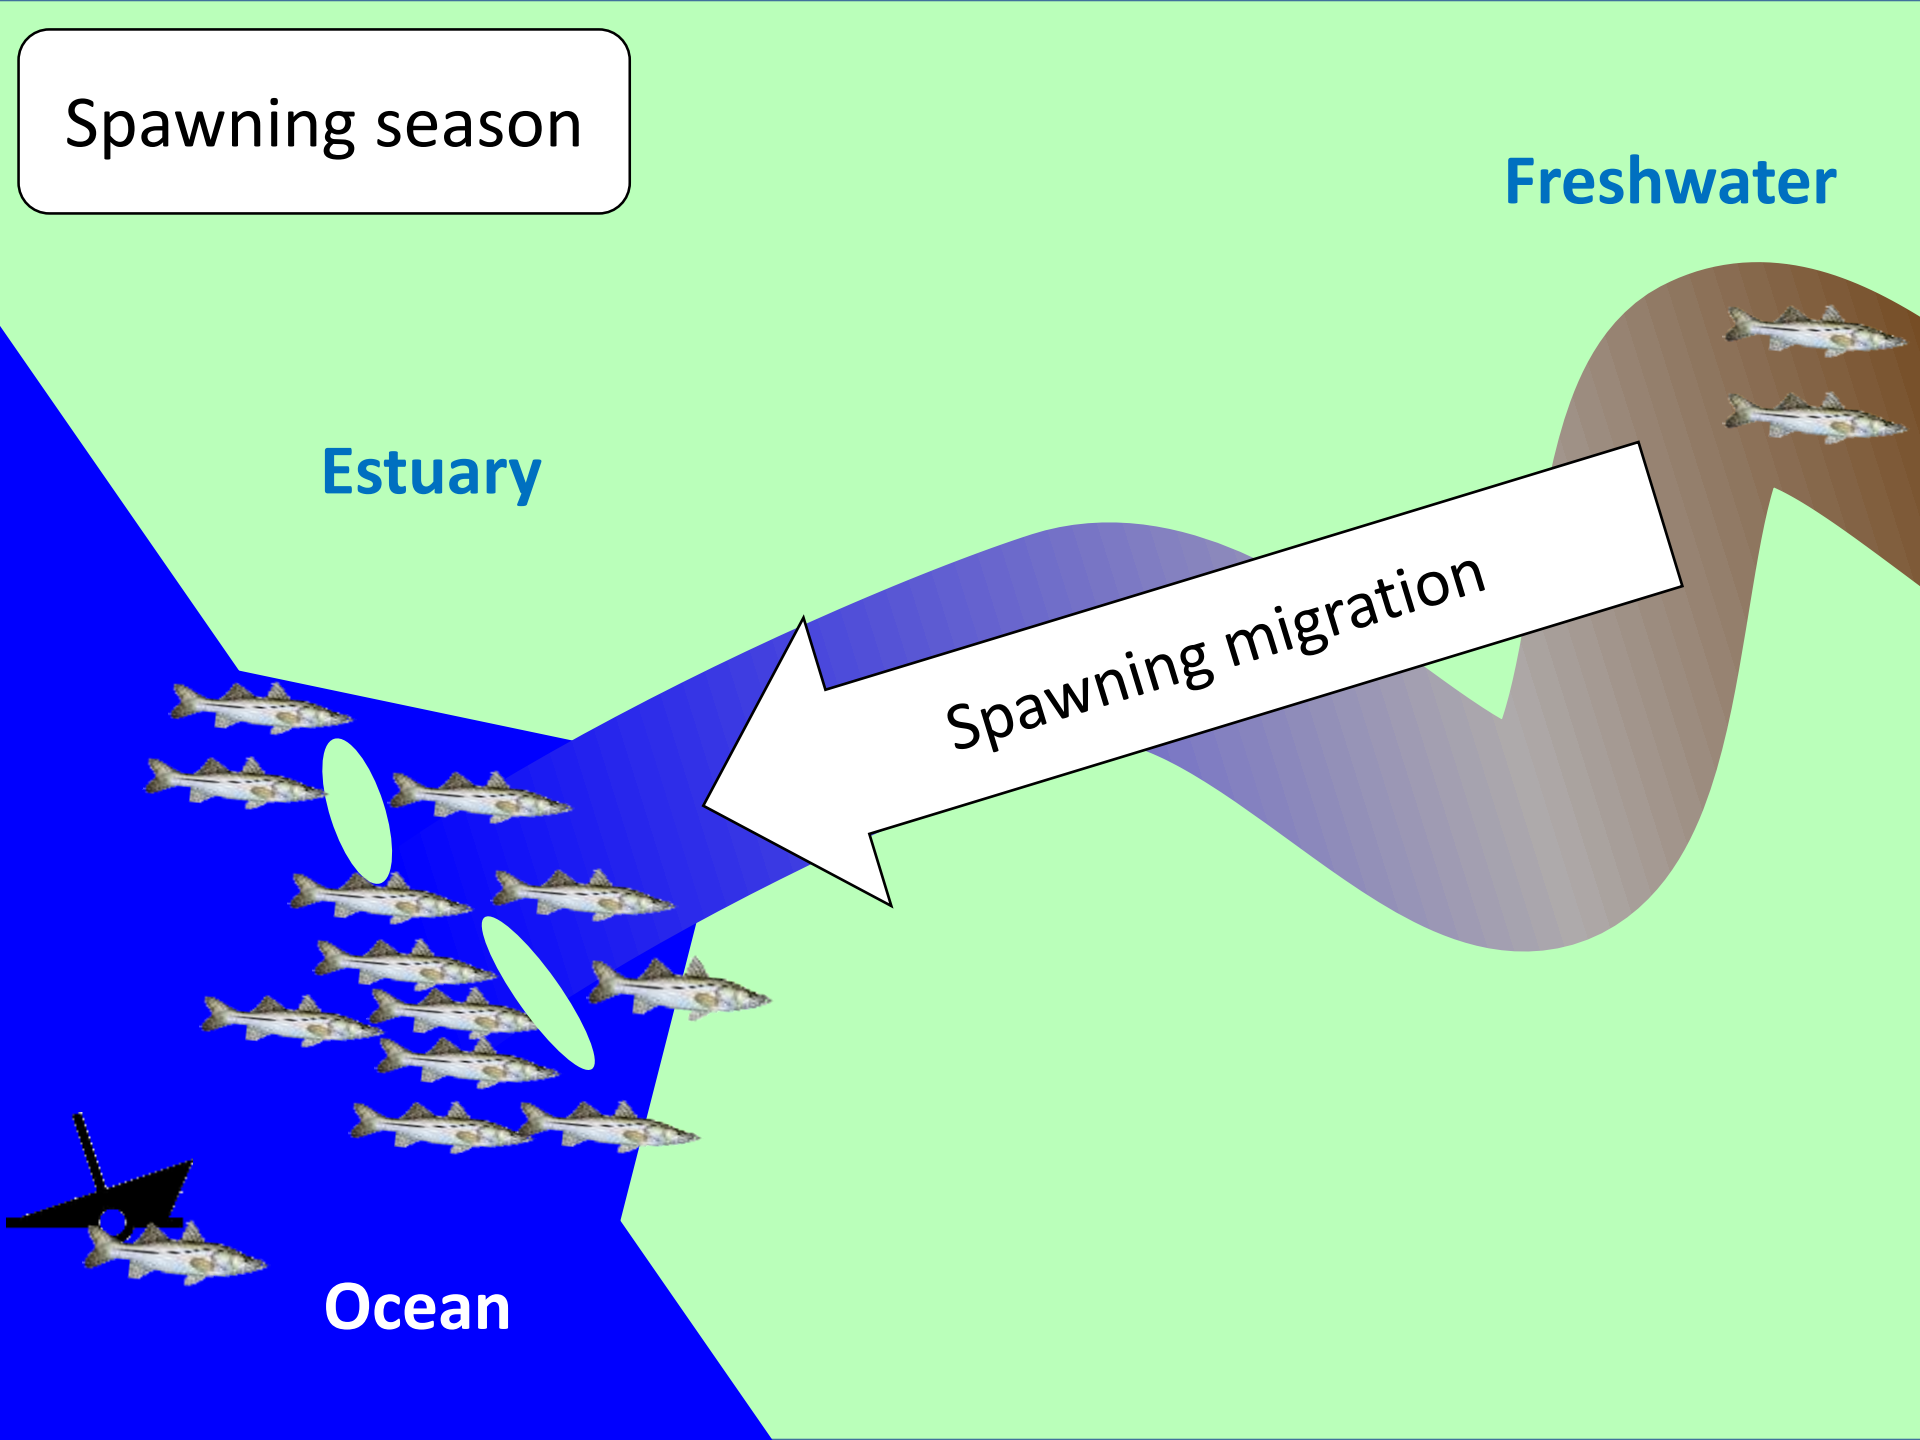 Spawning season
Freshwater
Estuary
Spawning migration
Ocean